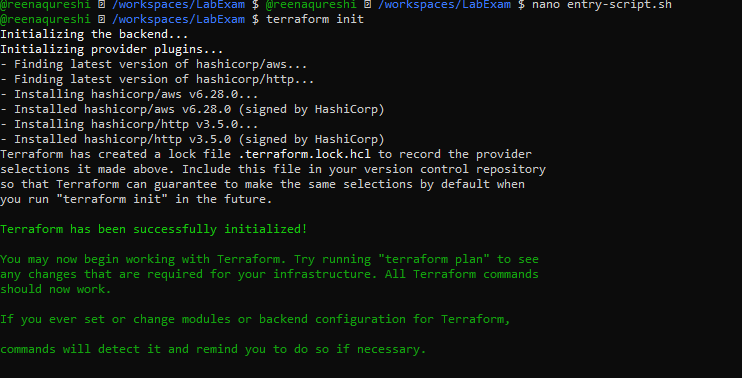 @reenaqureshi /workspaces/LabExam $ @reenaqureshi /workspaces/LabExam $ nano entry-script.sh
@reenaqureshi /workspaces/LabExam $ terraform init
Initializing the backend...
Initializing provider plugins...
- Finding latest version of hashicorp/aws...
- Finding latest version of hashicorp/http...
- Installing hashicorp/aws v6.28.0...
- Installed hashicorp/aws v6.28.0 (signed by HashiCorp)
- Installing hashicorp/http v3.5.0...
- Installed hashicorp/http v3.5.0 (signed by HashiCorp)
Terraform has created a lock file .terraform.lock.hcl to record the provider
selections it made above. Include this file in your version control repository
so that Terraform can guarantee to make the same selections by default when
you run "terraform init" in the future.
Terraform has been successfully initialized!
You may now begin working with Terraform. Try running "terraform plan" to see
any changes that are required for your infrastructure. All Terraform commands
should now work.
If you ever set or change modules or backend configuration for Terraform,
commands will detect it and remind you to do so if necessary.